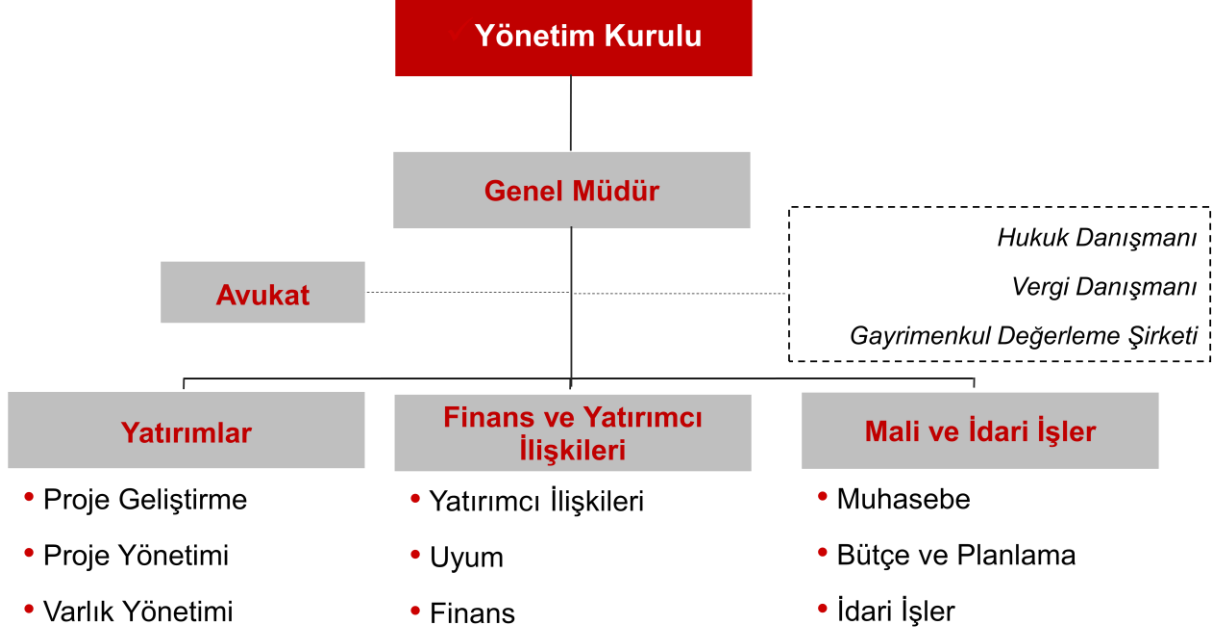 Yönetim Kurulu
Genel Müdür
Avukat
Hukuk Danışmanı
Vergi Danışmanı
Gayrimenkul Değerleme Şirketi
Yatırımlar
• Proje Geliştirme
• Proje Yönetimi
• Varlık Yönetimi
Finans ve Yatırımcı
İlişkileri
• Yatırımcı İlişkileri
• Uyum
• Finans
Mali ve İdari İşler
• Muhasebe
• Bütçe ve Planlama
• İdari İşler